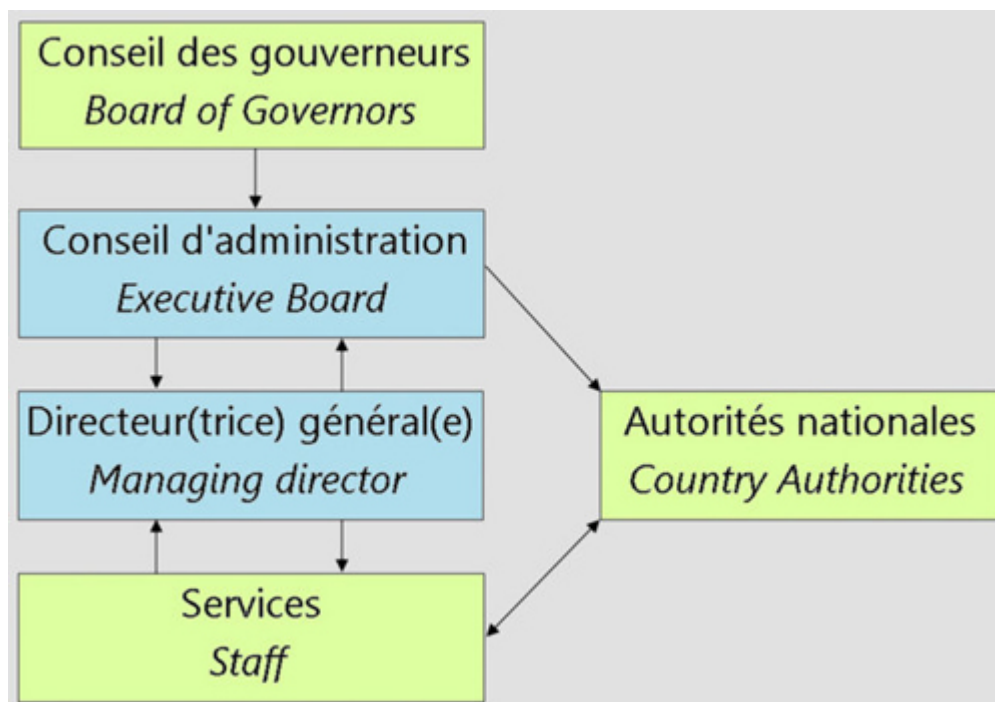 Conseil des gouverneurs
Board of Governors
Conseil d'administration
Executive Board
Directeur(trice) général(e)
Managing director
Autorités nationales
Country Authorities
Services
Staff